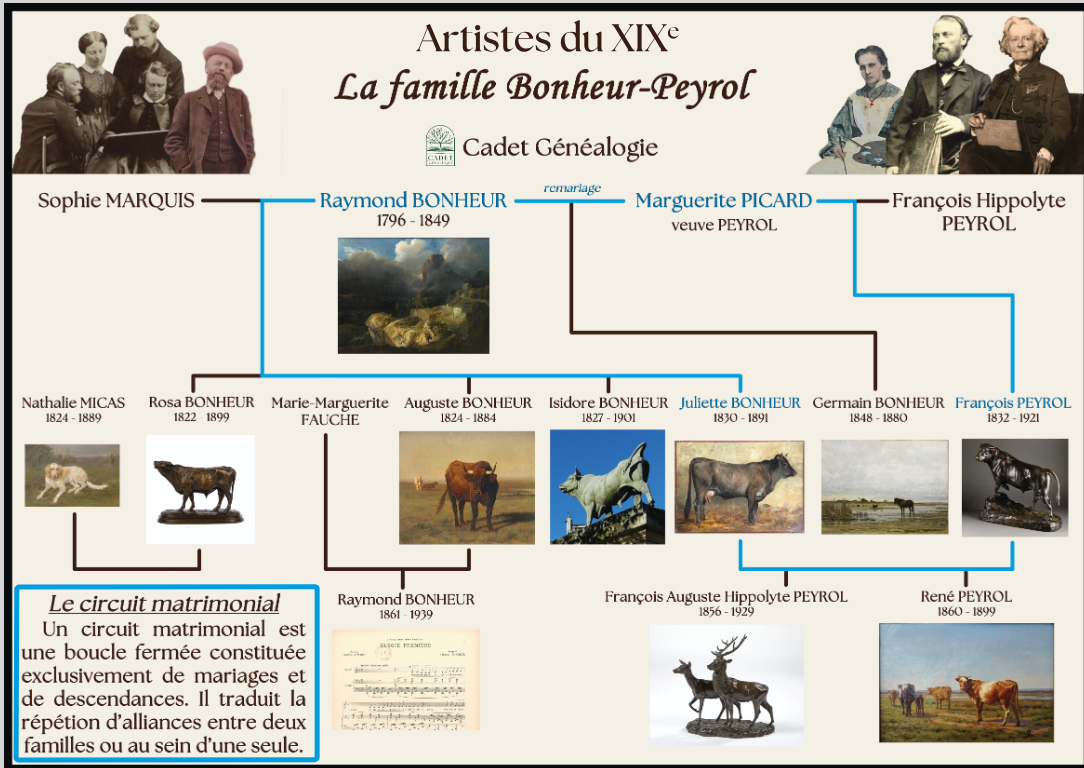 Artistes du XIXe
La famille Bonheur-Peyrol
CADET
Cadet Généalogie
Sophie MARQUIS
Raymond BONHEUR
1796 - 1849
remariage
Marguerite PICARD
veuve PEYROL
François Hippolyte
PEYROL
Nathalie MICAS
1824 - 1889
Rosa BONHEUR
1822 - 1899
Marie-Marguerite
FAUCHE
Auguste BONHEUR
1824 - 1884
Isidore BONHEUR
1827 - 1901
Juliette BONHEUR
1830 - 1891
Germain BONHEUR
1848 - 1880
François PEYROL
1832 - 1921
Raymond BONHEUR
1861 - 1939
ÉLOGIE PREMIÈRE
François Auguste Hippolyte PEYROL
1856 - 1929
René PEYROL
1860 - 1899
Le circuit matrimonial
Un circuit matrimonial est
une boucle fermée constituée
exclusivement de mariages et
de descendances. Il traduit la
répétion d'alliances entre deux
familles ou au sein d'une seule.